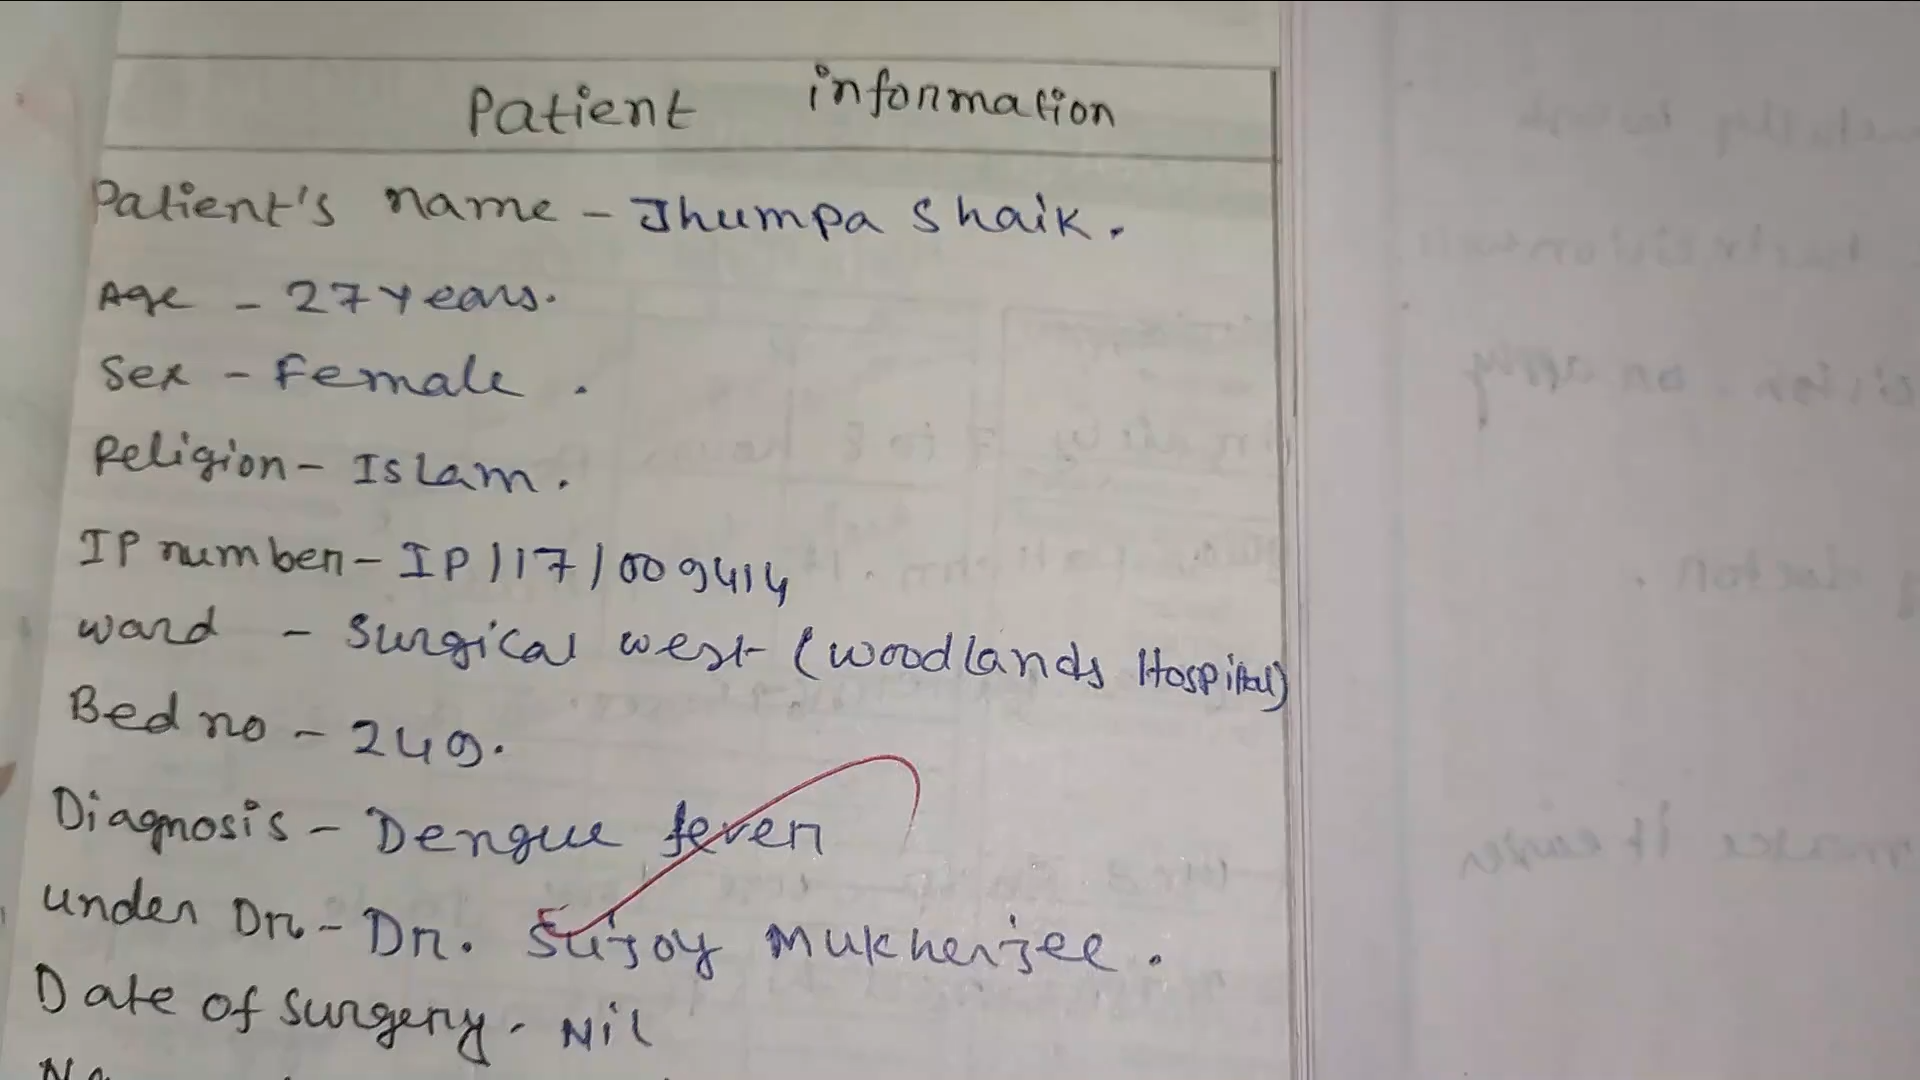 Patient information
Patient's name - Jhumpa Shaik.
Age - 27 Years.
Sex - Female.
Religion - Islam.
IP number - IP/17/009414
Ward - Surgical west (Woodlands Hospital)
Bed no - 249.
Diagnosis - Dengue fever
Under Dr - Dr. Sujoy Mukherjee.
Date of surgery - Nil